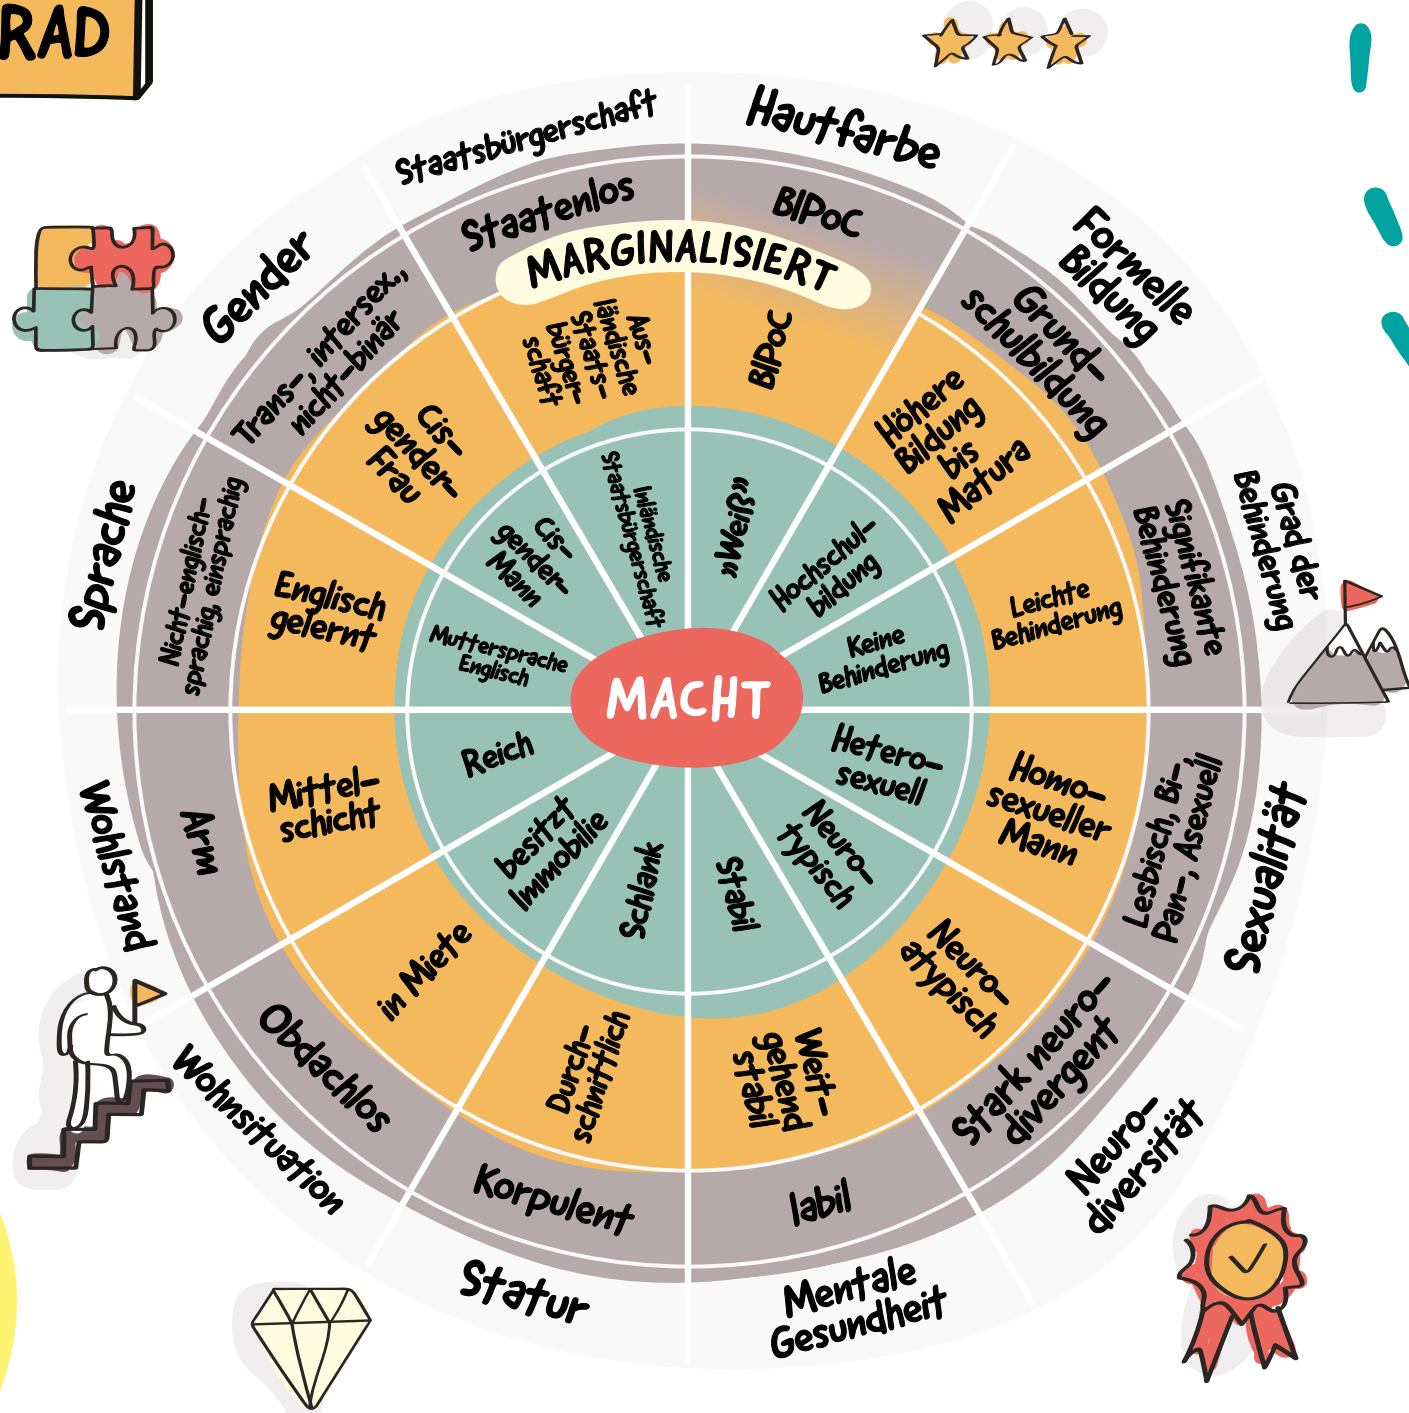 RAD
Staatsbürgerschaft
Staatenlos
Aus-
ländische
Staats-
bürger-
schaft
Inländische
Staatsbürgerschaft
Hautfarbe
BIPoC
BIPoC
»Weiß»
MARGINALISIERT
Formelle
Bildung
Grund-
schulbildung
Höhere
Bildung
bis
Matura
Hochschul-
bildung
Grad der
Behinderung
Signifikante
Behinderung
Leichte
Behinderung
Keine
Behinderung
Sexualität
Lesbisch, Bi-,
Pan-, Asexuell
Homo-
sexueller
Mann
Hetero-
sexuell
Neuro-
diversität
Stark neuro-
divergent
Neuro-
atypisch
Neuro-
typisch
Mentale
Gesundheit
labil
Weit-
gehend
stabil
Stabil
Statur
Korpulent
Durch-
schnittlich
Schlank
Wohnsituation
Obdachlos
in Miete
besitzt
Immobilie
Wohlstand
Arm
Mittel-
schicht
Reich
Sprache
Nicht-englisch-
sprachig, einsprachig
Englisch
gelernt
Muttersprache
Englisch
Gender
Trans-, intersex.,
nicht-binär
Cis-
gender-
Frau
Cis-
gender-
Mann
MACHT